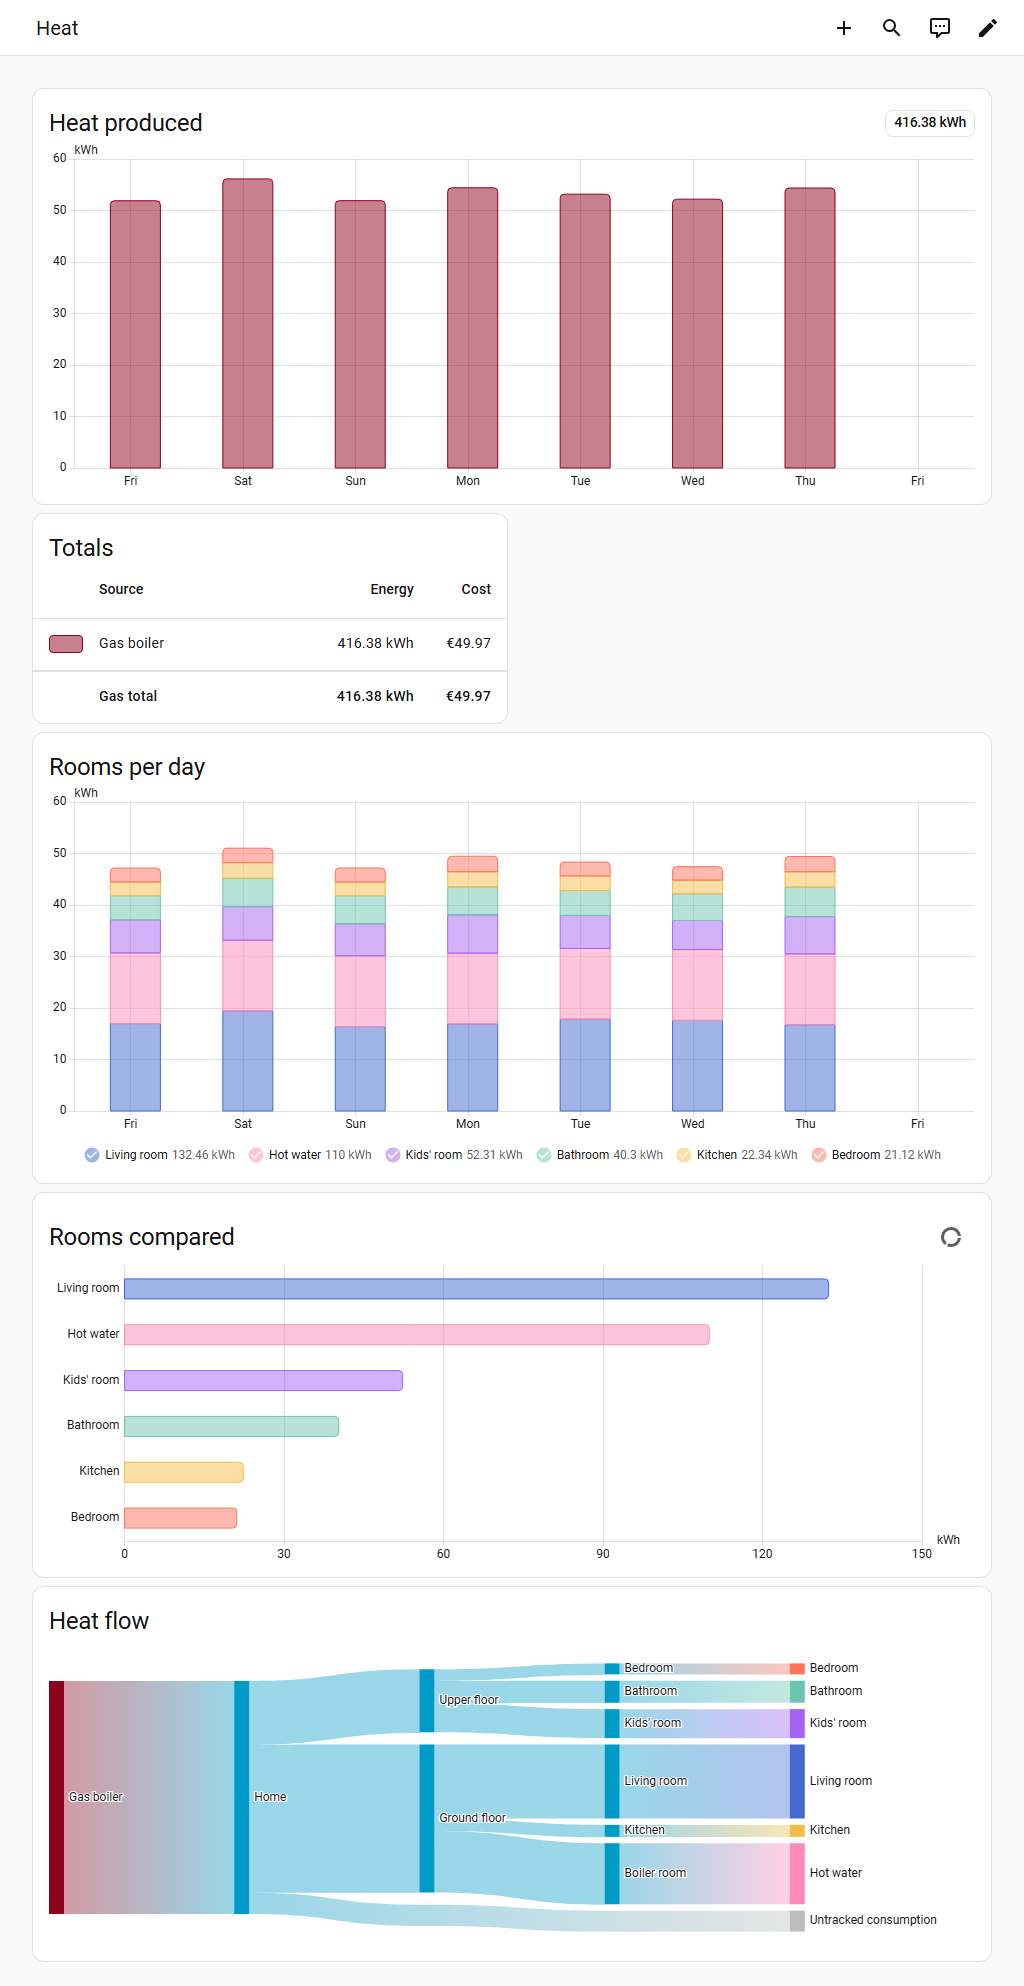 Heat
Heat produced
416.38 kWh
kWh
60
50
40
30
20
10
0
Fri Sat Sun Mon Tue Wed Thu Fri
Totals
Source Energy Cost
Gas boiler 416.38 kWh €49.97
Gas total 416.38 kWh €49.97
Rooms per day
kWh
60
50
40
30
20
10
0
Fri Sat Sun Mon Tue Wed Thu Fri
Living room 132.46 kWh Hot water 110 kWh Kids' room 52.31 kWh Bathroom 40.3 kWh Kitchen 22.34 kWh Bedroom 21.12 kWh
Rooms compared
Living room
Hot water
Kids' room
Bathroom
Kitchen
Bedroom
kWh
0 30 60 90 120 150
Heat flow
Bedroom Bedroom
Bathroom Bathroom
Upper floor
Kids' room Kids' room
Living room Living room
Gas boiler Home
Ground floor
Kitchen Kitchen
Boiler room Hot water
Untracked consumption